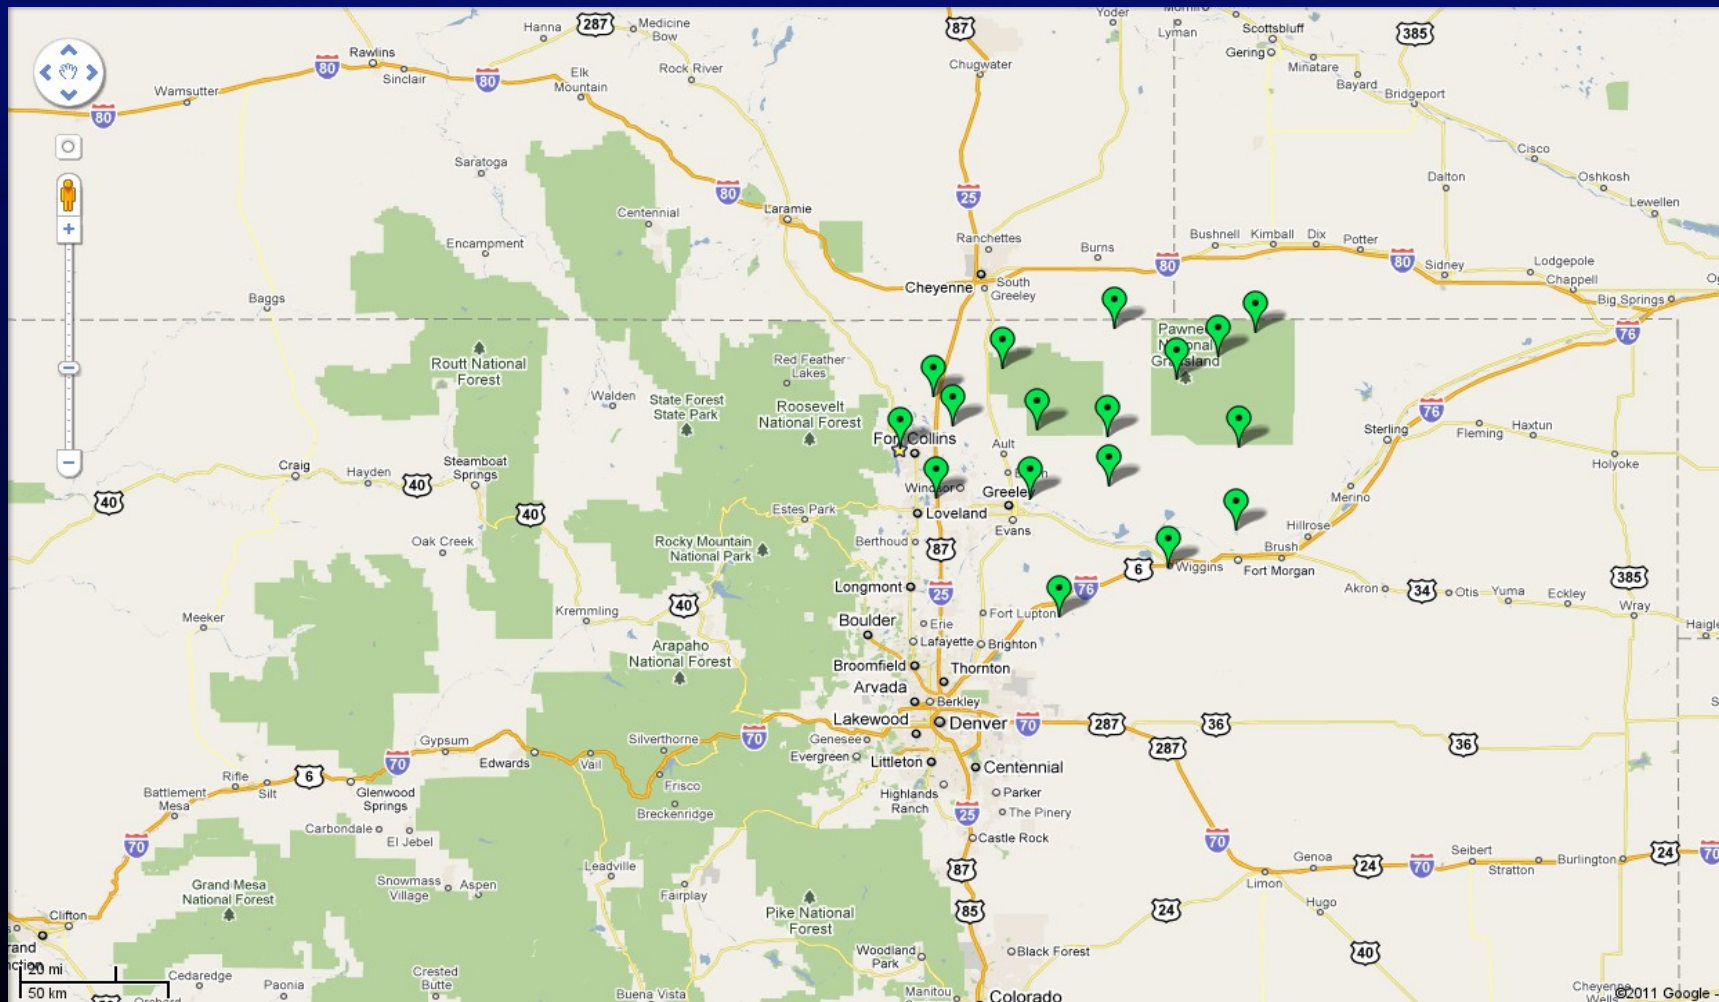 Yoder
Lyman
Scottsbluff
Gering
Minatare
Bayard
Bridgeport
385
287
Hanna
Medicine
Bow
87
Chugwater
Rawlins
80
Sinclair
80
Elk
Mountain
Rock River
Wamsutter
80
Cisco
Saratoga
Dalton
Oshkosh
Lewellen
80
25
Laramie
Centennial
Encampment
Ranchettes
Burns
Bushnell
Kimball
Dix
Potter
80
80
Sidney
Lodgepole
Chappell
Big Springs
Cheyenne
South
Greeley
Baggs
76
Routt National
Forest
Walden
State Forest
State Park
Red Feather
Lakes
Roosevelt
National Forest
76
Sterling
Fleming
Haxtun
Holyoke
Fort Collins
Ault
Craig
Hayden
40
Steamboat
Springs
40
40
Merino
Greeley
Evans
Loveland
Estes Park
Hillrose
Brush
Fort Morgan
Wiggins
6
76
Oak Creek
Rocky Mountain
National Park
Berthoud
87
25
Longmont
Akron
34
Otis
Yuma
Eckley
385
Wray
Meeker
Kremmling
40
Fort Lupton
Boulder
Erie
Lafayette
Brighton
Arapaho
National Forest
Broomfield
Thornton
Arvada
Berkley
Lakewood
Denver
70
287
36
287
36
Gypsum
Edwards
Vail
Silverthorne
70
Genesee
Evergreen
Littleton
Centennial
70
6
Rifle
Silt
Glenwood
Springs
Battlement
Mesa
Frisco
Breckenridge
Highlands
Ranch
Parker
The Pinery
25
Castle Rock
Carbondale
El Jebel
70
70
Genoa
24
70
Seibert
Stratton
Burlington
24
70
Limon
Leadville
87
Grand Mesa
National Forest
Snowmass
Village
Aspen
Fairplay
Pike National
Forest
85
24
Hugo
40
Clifton
Black Forest
Woodland
Park
20 mi
50 km
Cedaredge
Paonia
Crested
Butte
Buena Vista
Manitou
Colorado
Cheyenne
Wells
©2011 Google -